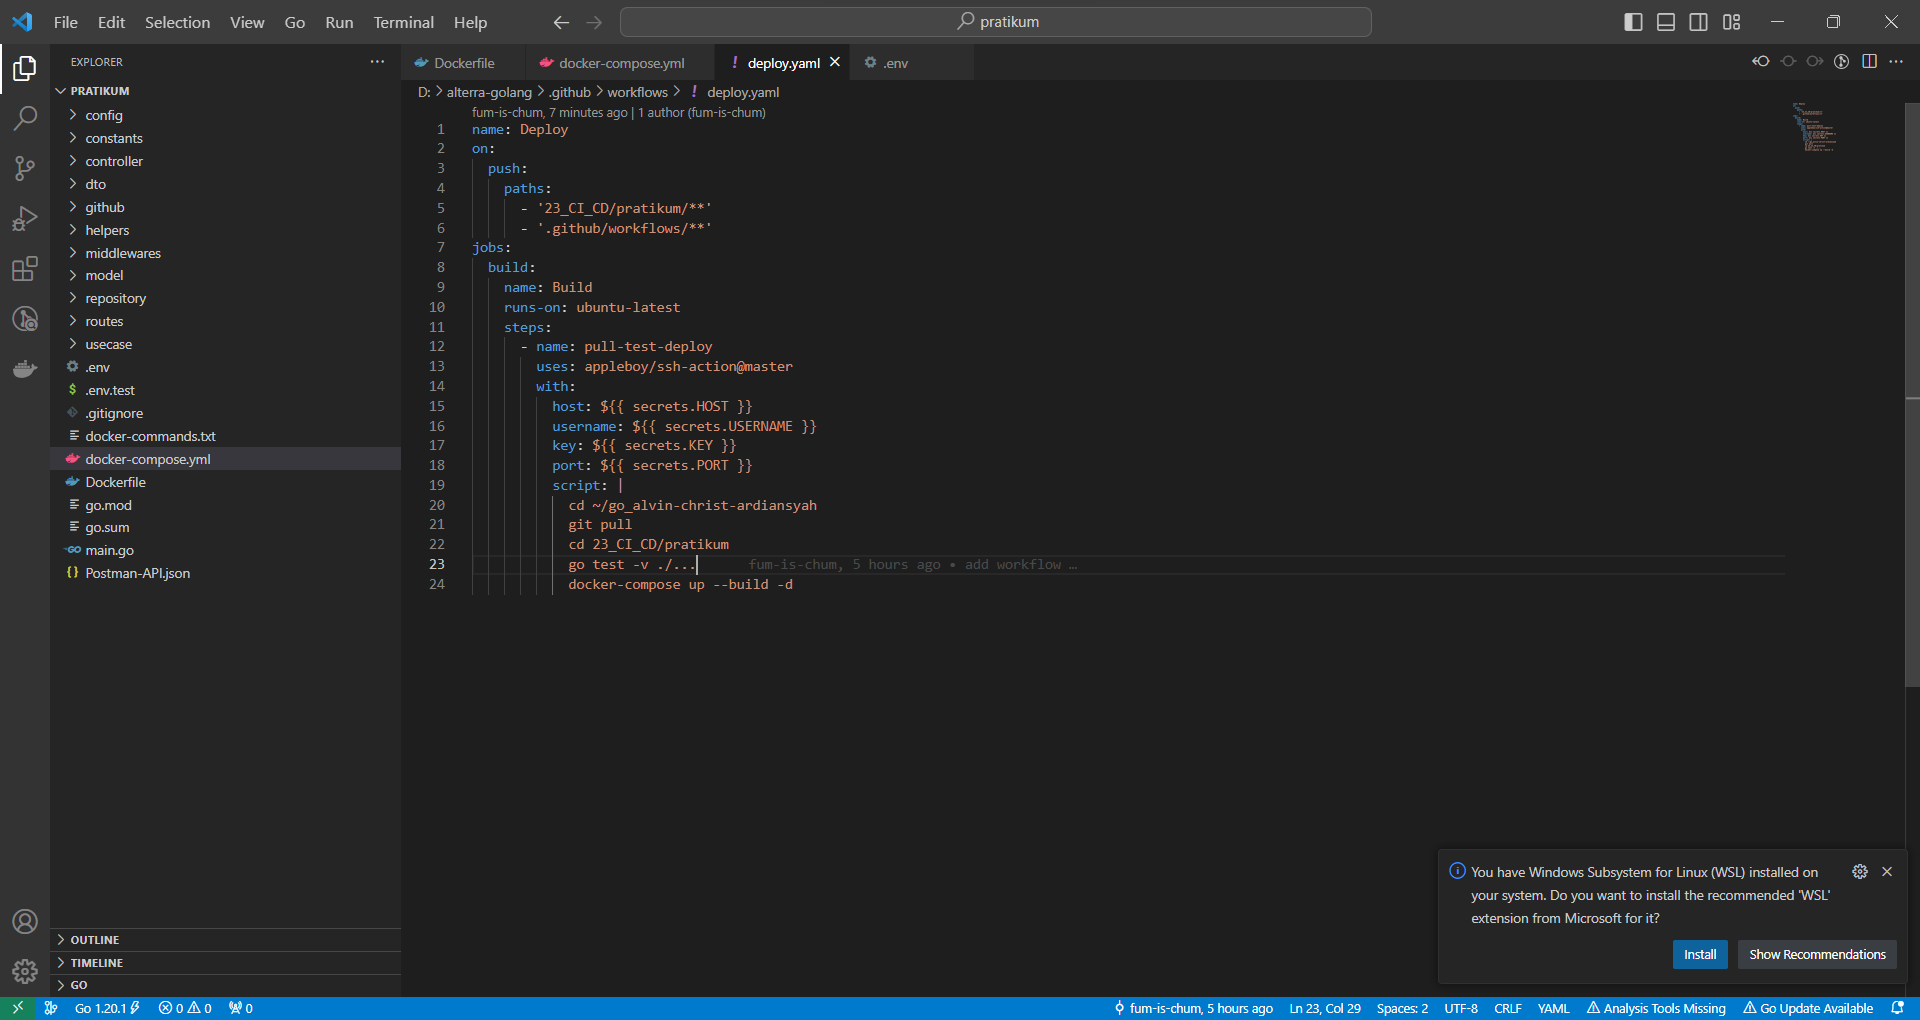 File Edit Selection View Go Run Terminal Help
pratikum
EXPLORER
PRATIKUM
config
constants
controller
dto
github
helpers
middlewares
model
repository
routes
usecase
.env
.env.test
.gitignore
docker-commands.txt
docker-compose.yml
Dockerfile
go.mod
go.sum
main.go
Postman-API.json
OUTLINE
TIMELINE
GO
Dockerfile docker-compose.yml deploy.yaml .env
D: > alterra-golang > .github > workflows > ! deploy.yaml
fum-is-chum, 7 minutes ago | 1 author (fum-is-chum)
1 name: Deploy
2 on:
3 push:
4 paths:
5 - '23_CI_CD/pratikum/**'
6 - '.github/workflows/**'
7 jobs:
8 build:
9 name: Build
10 runs-on: ubuntu-latest
11 steps:
12 - name: pull-test-deploy
13 uses: appleboy/ssh-action@master
14 with:
15 host: ${{ secrets.HOST }}
16 username: ${{ secrets.USERNAME }}
17 key: ${{ secrets.KEY }}
18 port: ${{ secrets.PORT }}
19 script: |
20 cd ~/go_alvin-christ-ardiansyah
21 git pull
22 cd 23_CI_CD/pratikum
23 go test -v ./... fum-is-chum, 5 hours ago • add workflow …
24 docker-compose up --build -d
You have Windows Subsystem for Linux (WSL) installed on
your system. Do you want to install the recommended 'WSL'
extension from Microsoft for it?
Install Show Recommendations
Go 1.20.1 0 0 0 fum-is-chum, 5 hours ago Ln 23, Col 29 Spaces: 2 UTF-8 CRLF YAML Analysis Tools Missing Go Update Available